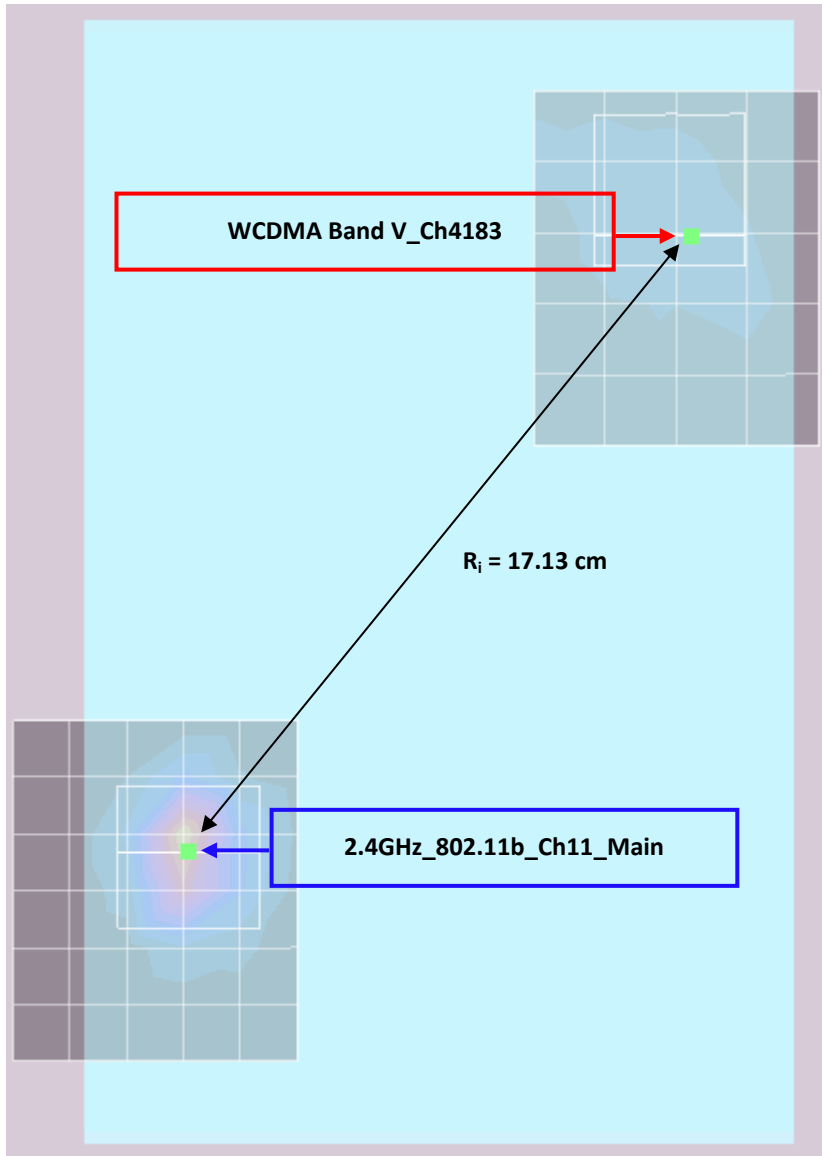 WCDMA Band V_Ch4183
Rᵢ = 17.13 cm
2.4GHz_802.11b_Ch11_Main